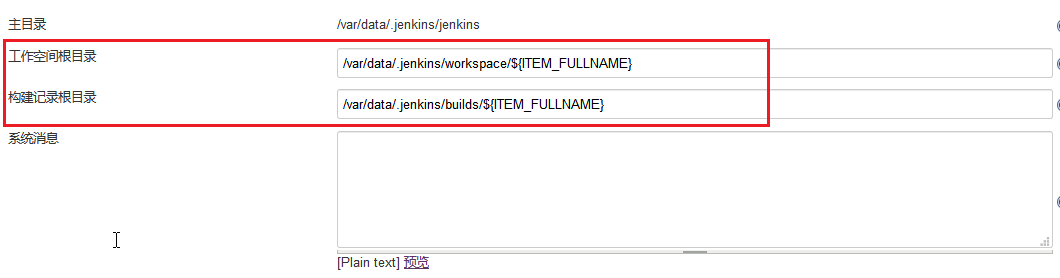 主目录 /var/data/.jenkins/jenkins
工作空间根目录 /var/data/.jenkins/workspace/${ITEM_FULLNAME}
构建记录根目录 /var/data/.jenkins/builds/${ITEM_FULLNAME}
系统消息
[Plain text] 预览